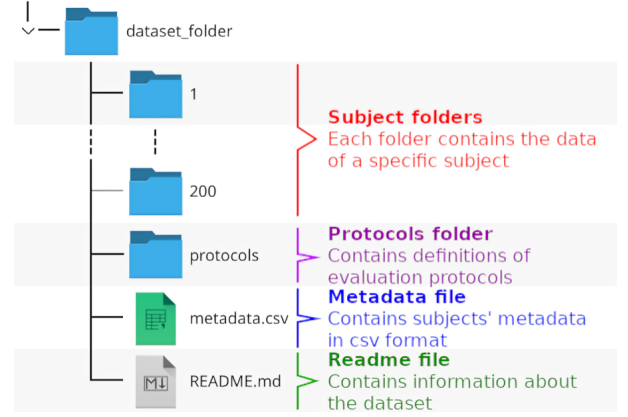 dataset_folder
1
Subject folders
Each folder contains the data
of a specific subject
200
Protocols folder
protocols
Contains definitions of
evaluation protocols
Metadata file
metadata.csv
Contains subjects' metadata
in csv format
Readme file
M
README.md
Contains information about
the dataset